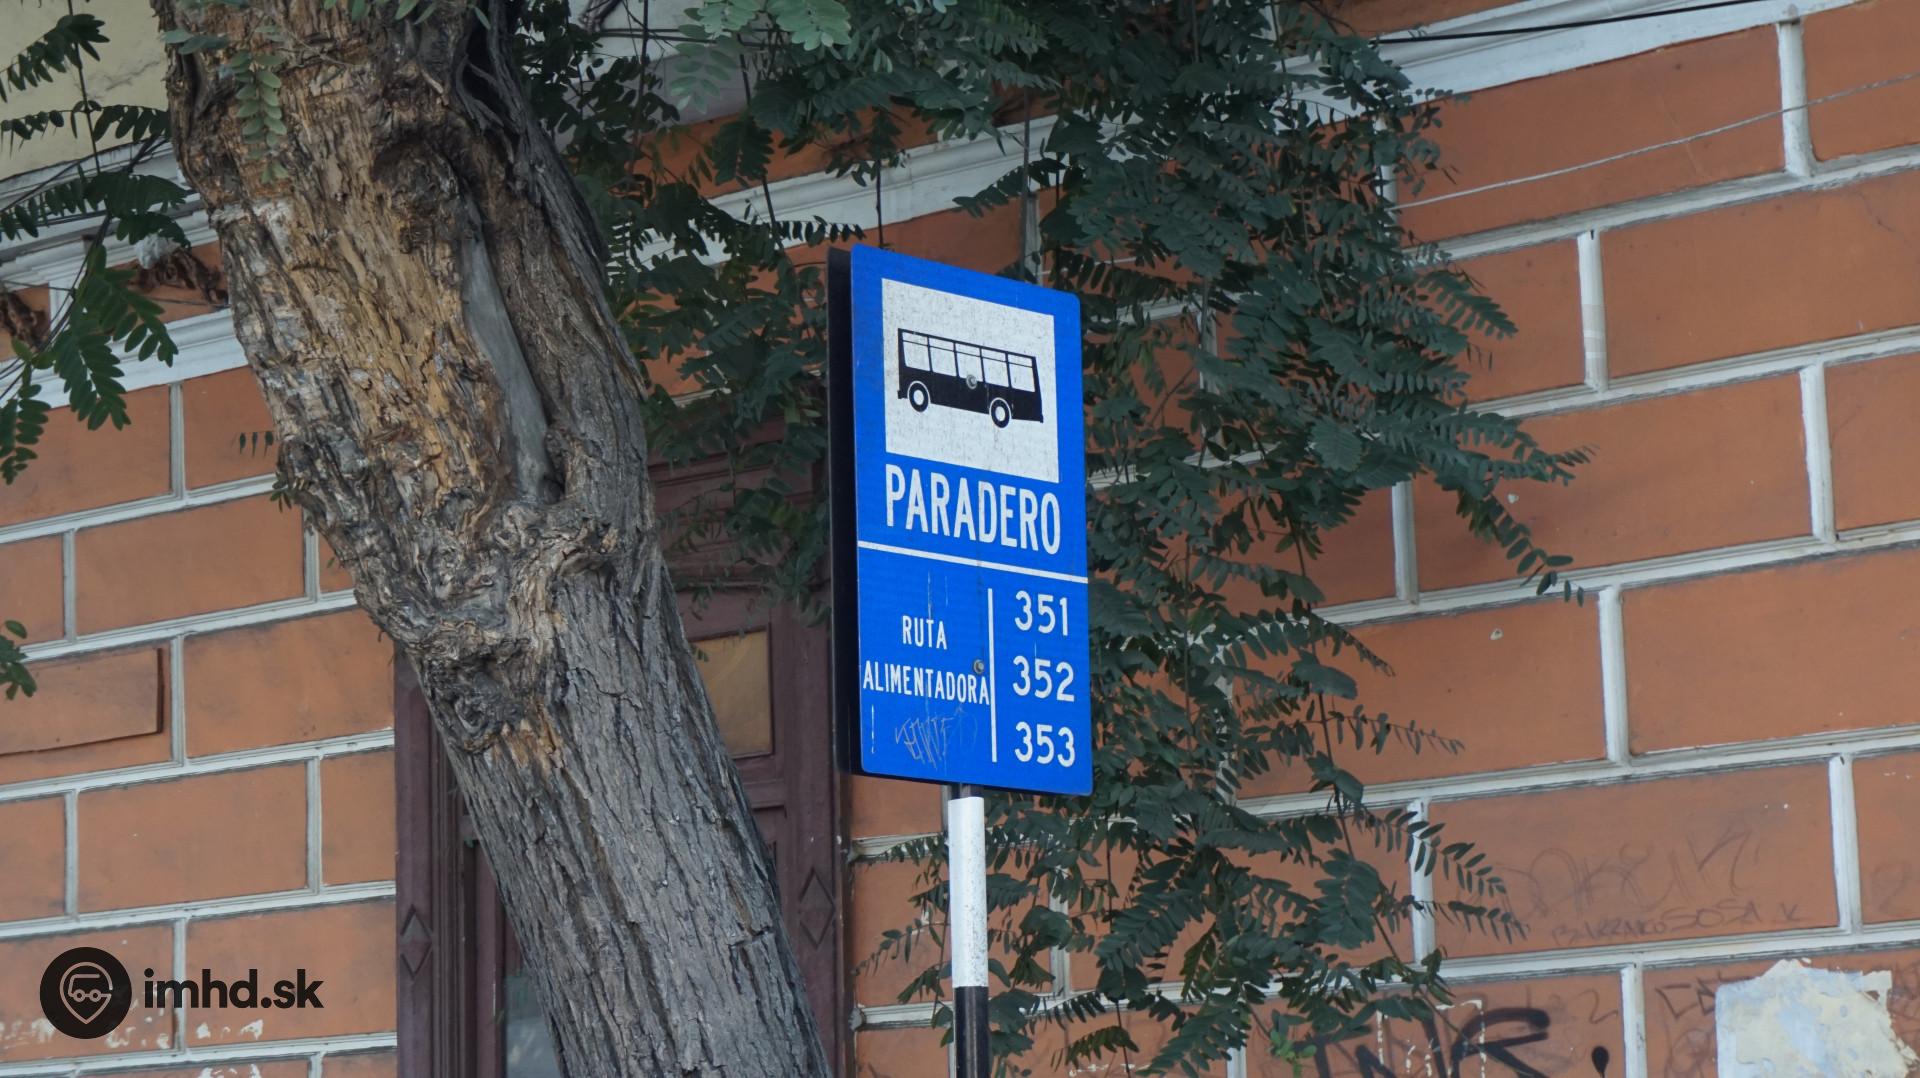 PARADERO
RUTA
ALIMENTADORA
351
352
353
imhd.sk